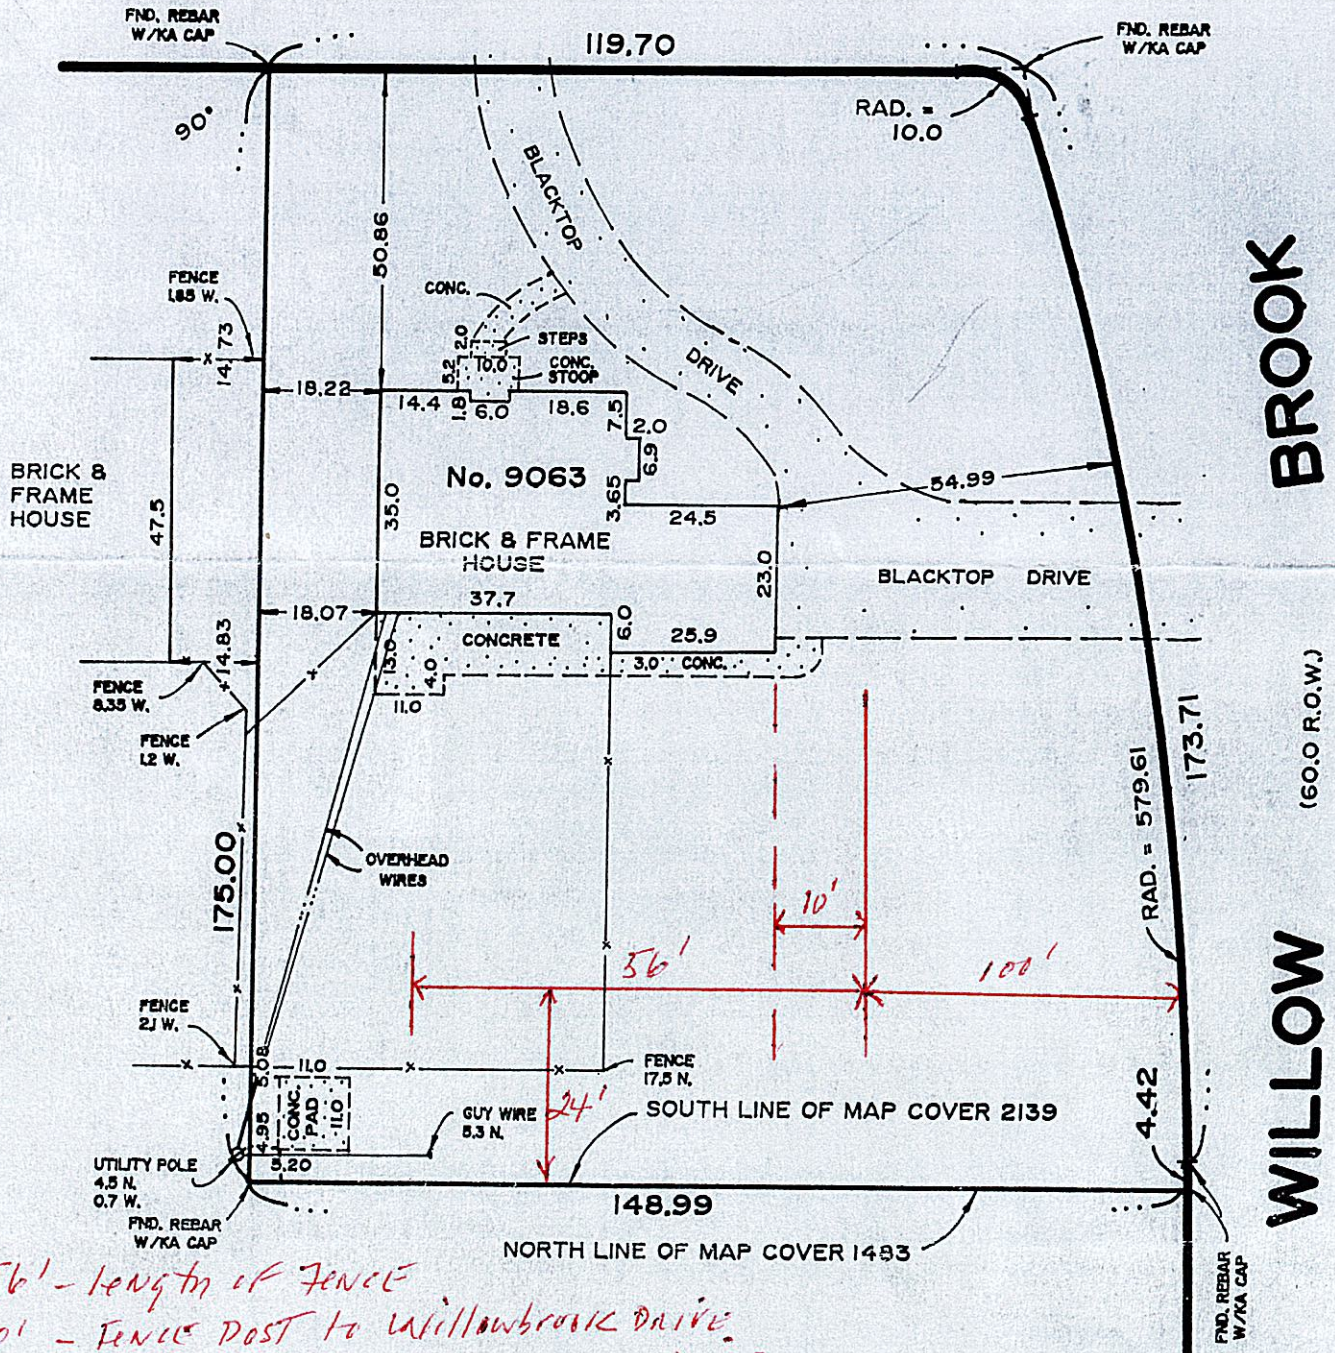 FND. REBAR
W/KA CAP
119.70
FND. REBAR
W/KA CAP
90°
RAD. =
10.0
BLACKTOP
DRIVE
50.86
FENCE
1.85 W.
14.73
CONC.
2.0
STEPS
5.2
10.0
CONC.
STOOP
18.22
14.4
1.8
6.0
18.6
7.5
2.0
6.9
3.65
BROOK
BRICK &
FRAME
HOUSE
47.5
No. 9063
35.0
24.5
54.99
BRICK & FRAME
HOUSE
23.0
BLACKTOP DRIVE
37.7
18.07
14.83
6.0
25.9
CONCRETE
13.0
4.0
11.0
3.0 CONC.
FENCE
8.35 W.
FENCE
1.2 W.
(60.0 R.O.W.)
173.71
RAD. = 579.61
175.00
OVERHEAD
WIRES
10'
56'
100'
WILLOW
FENCE
2.1 W.
5.08
11.0
FENCE
17.5 N.
CONC.
PAD
11.0
4.95
5.20
GUY WIRE
5.3 N.
24'
SOUTH LINE OF MAP COVER 2139
4.42
UTILITY POLE
4.5 N.
0.7 W.
FND. REBAR
W/KA CAP
148.99
NORTH LINE OF MAP COVER 1483
FND. REBAR
W/KA CAP
56' - length of Fence
0' - Fence Post to Willowbrook Drive.